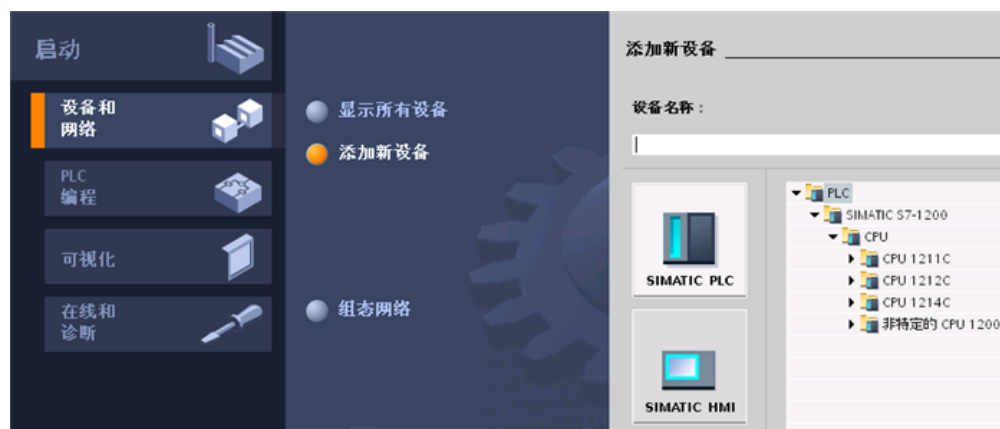 启动
设备和
网络
PLC
编程
可视化
在线和
诊断
显示所有设备
添加新设备
组态网络
添加新设备
设备名称：
SIMATIC PLC
SIMATIC HMI
PLC
SIMATIC S7-1200
CPU
CPU 1211C
CPU 1212C
CPU 1214C
非特定的 CPU 1200